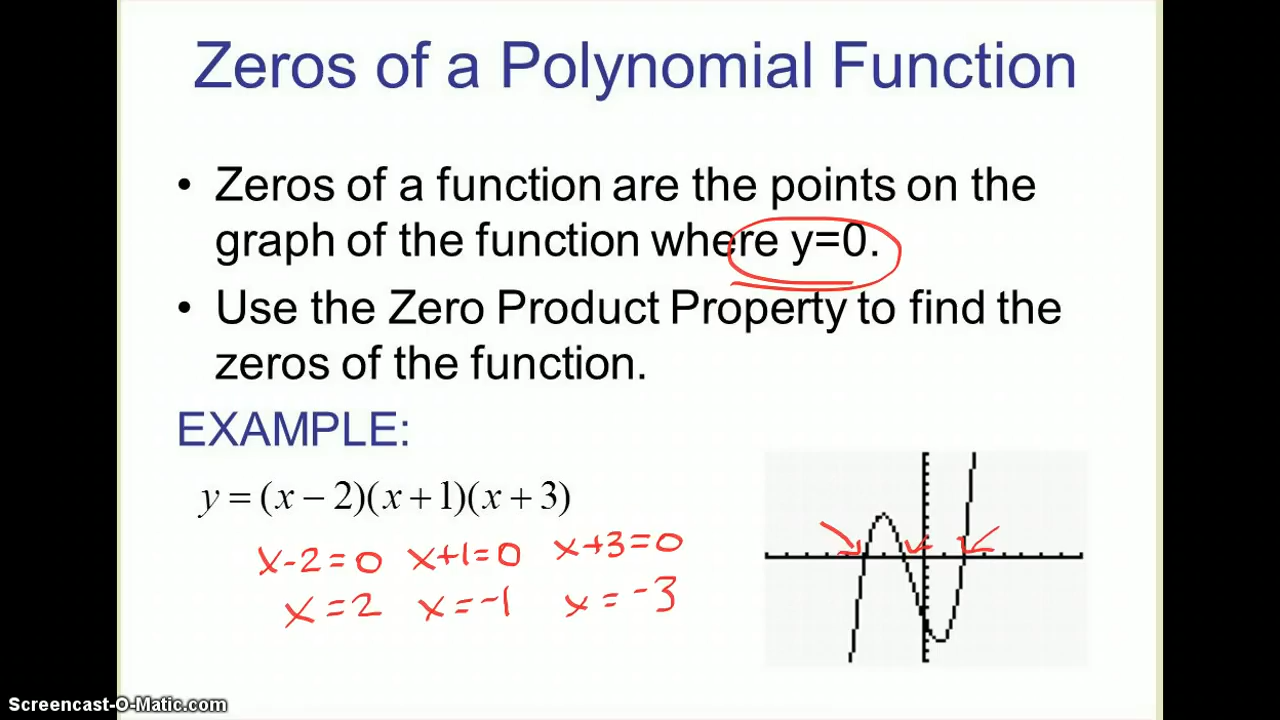 Zeros of a Polynomial Function
• Zeros of a function are the points on the
graph of the function where y=0.
• Use the Zero Product Property to find the
zeros of the function.
EXAMPLE:
y = (x − 2)(x + 1)(x + 3)
x-2=0 x+1=0 x+3=0
x=2 x=-1 x=-3
Screencast-O-Matic.com